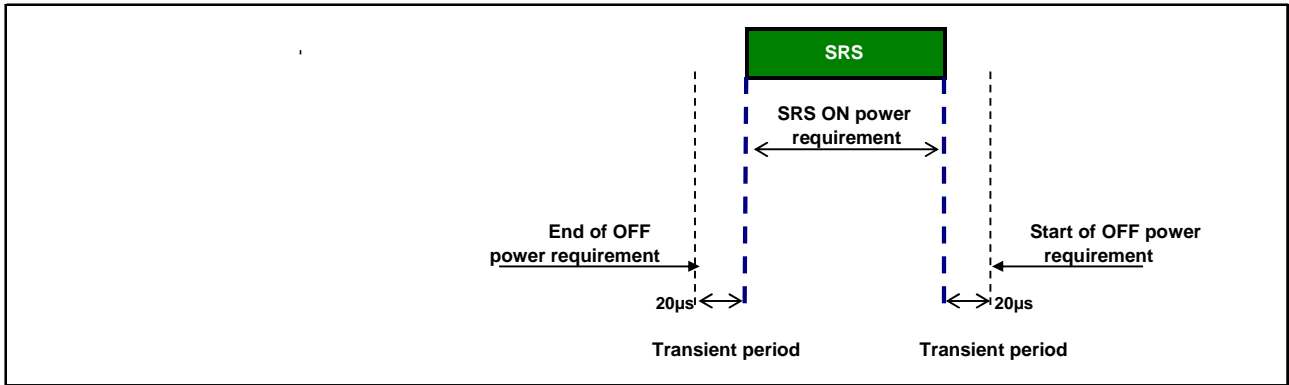 SRS
SRS ON power
requirement
End of OFF
power requirement
Start of OFF power
requirement
20µs
20µs
Transient period
Transient period